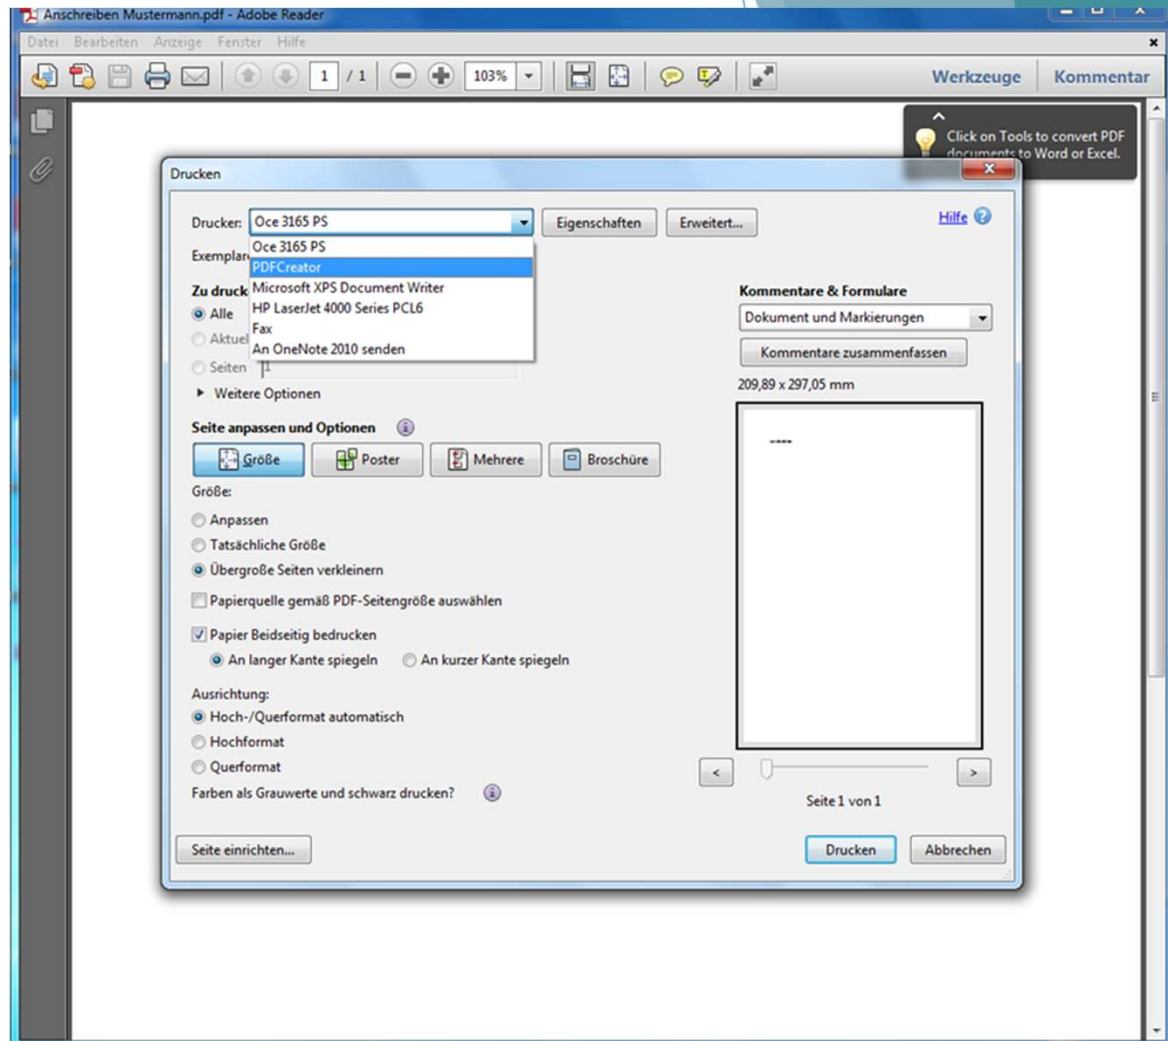 Anschreiben Mustermann.pdf - Adobe Reader
Datei Bearbeiten Anzeige Fenster Hilfe
1 / 1 103% Werkzeuge Kommentar
Click on Tools to convert PDF
documents to Word or Excel.
Drucken
Drucker: Oce 3165 PS Eigenschaften Erweitert... Hilfe
Oce 3165 PS
PDFCreator
Microsoft XPS Document Writer
HP LaserJet 4000 Series PCL6
Fax
An OneNote 2010 senden
Zu druck
Alle
Aktuel
Seiten 1
Weitere Optionen
Kommentare & Formulare
Dokument und Markierungen
Kommentare zusammenfassen
209,89 x 297,05 mm
Seite anpassen und Optionen
Größe Poster Mehrere Broschüre
Größe:
Anpassen
Tatsächliche Größe
Übergroße Seiten verkleinern
Papierquelle gemäß PDF-Seitengröße auswählen
Papier Beidseitig bedrucken
An langer Kante spiegeln An kurzer Kante spiegeln
Ausrichtung:
Hoch-/Querformat automatisch
Hochformat
Querformat
Farben als Grauwerte und schwarz drucken?
< >
Seite 1 von 1
Seite einrichten... Drucken Abbrechen